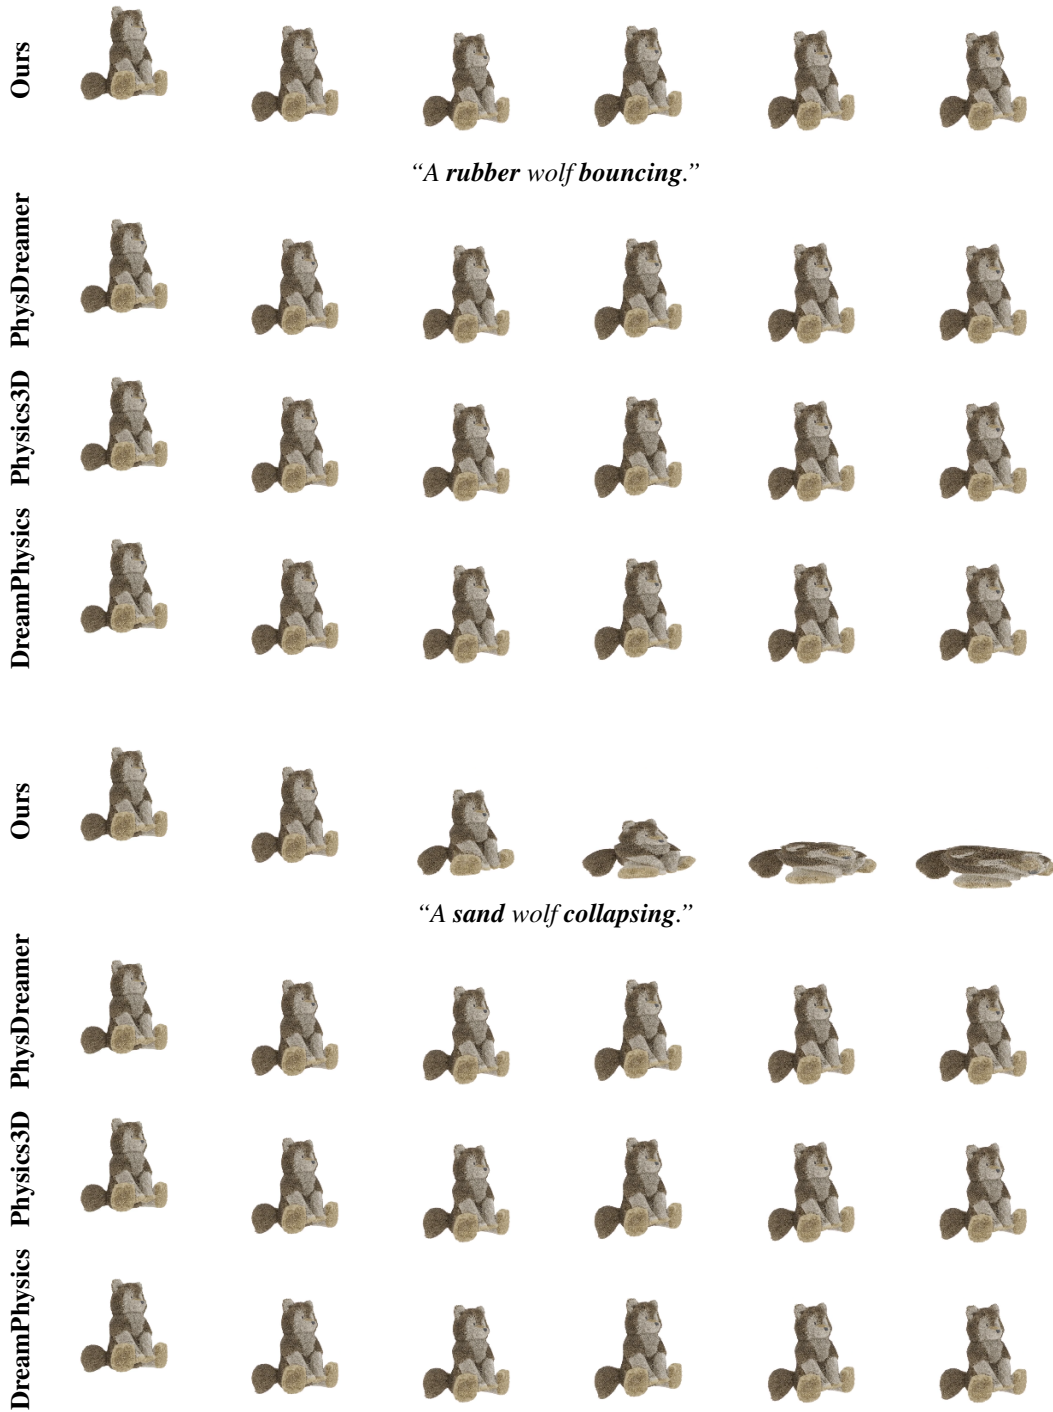 Ours
“A rubber wolf bouncing.”
PhysDreamer
Physics3D
DreamPhysics
Ours
“A sand wolf collapsing.”
PhysDreamer
Physics3D
DreamPhysics